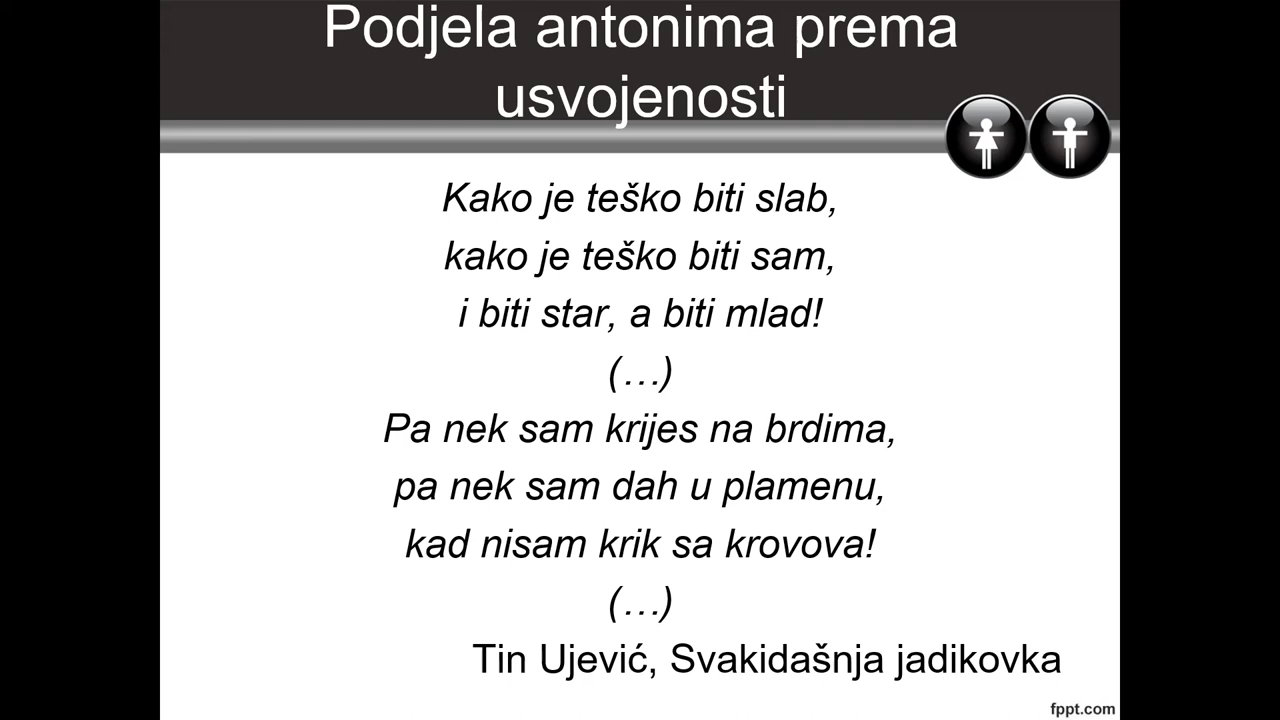 Podjela antonima prema
usvojenosti
Kako je teško biti slab,
kako je teško biti sam,
i biti star, a biti mlad!
(…)
Pa nek sam krijes na brdima,
pa nek sam dah u plamenu,
kad nisam krik sa krovova!
(…)
Tin Ujević, Svakidašnja jadikovka
fppt.com